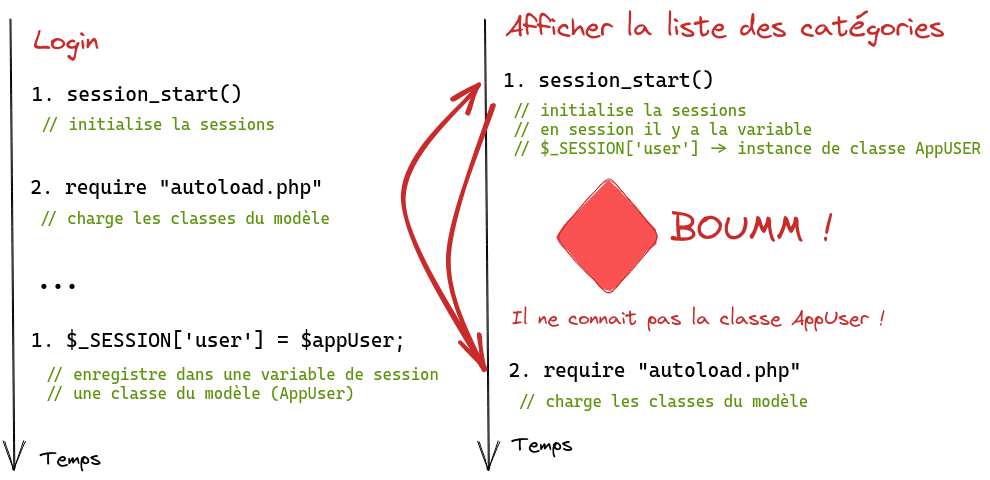 Login
1. session_start()
// initialise la sessions
2. require "autoload.php"
// charge les classes du modèle
...
1. $_SESSION['user'] = $appUser;
// enregistre dans une variable de session
// une classe du modèle (AppUser)
Temps
Afficher la liste des catégories
1. session_start()
// initialise la sessions
// en session il y a la variable
// $_SESSION['user'] → instance de classe AppUSER
BOUMM !
Il ne connait pas la classe AppUser !
2. require "autoload.php"
// charge les classes du modèle
Temps